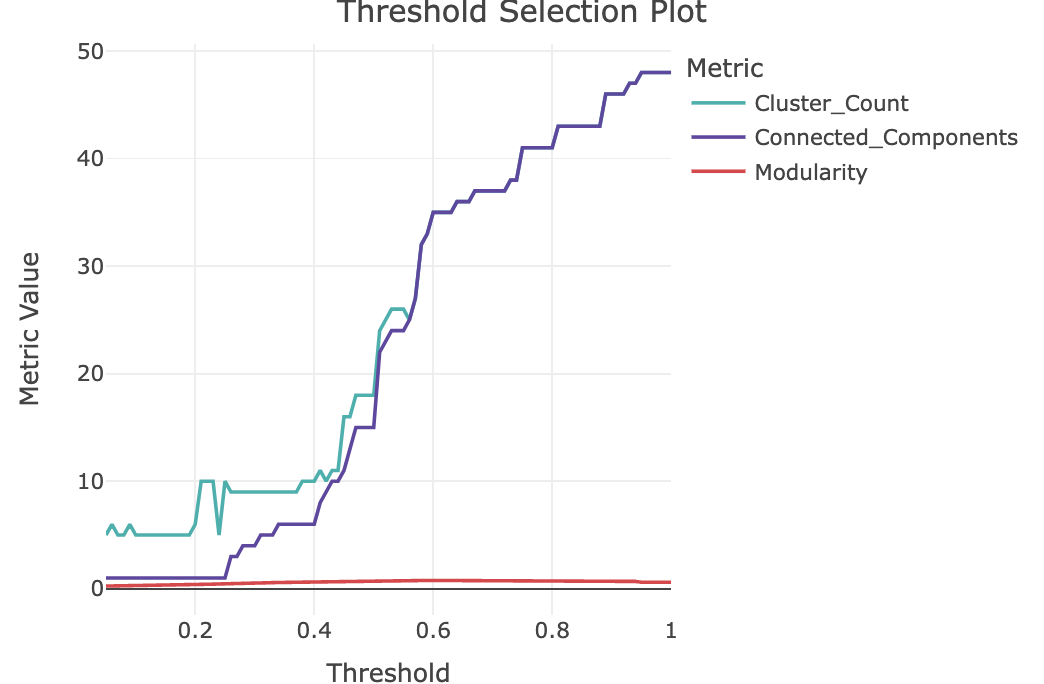 Threshold Selection Plot
Metric
Cluster_Count
Connected_Components
Modularity
Metric Value
50
40
30
20
10
0
0.2 0.4 0.6 0.8 1
Threshold